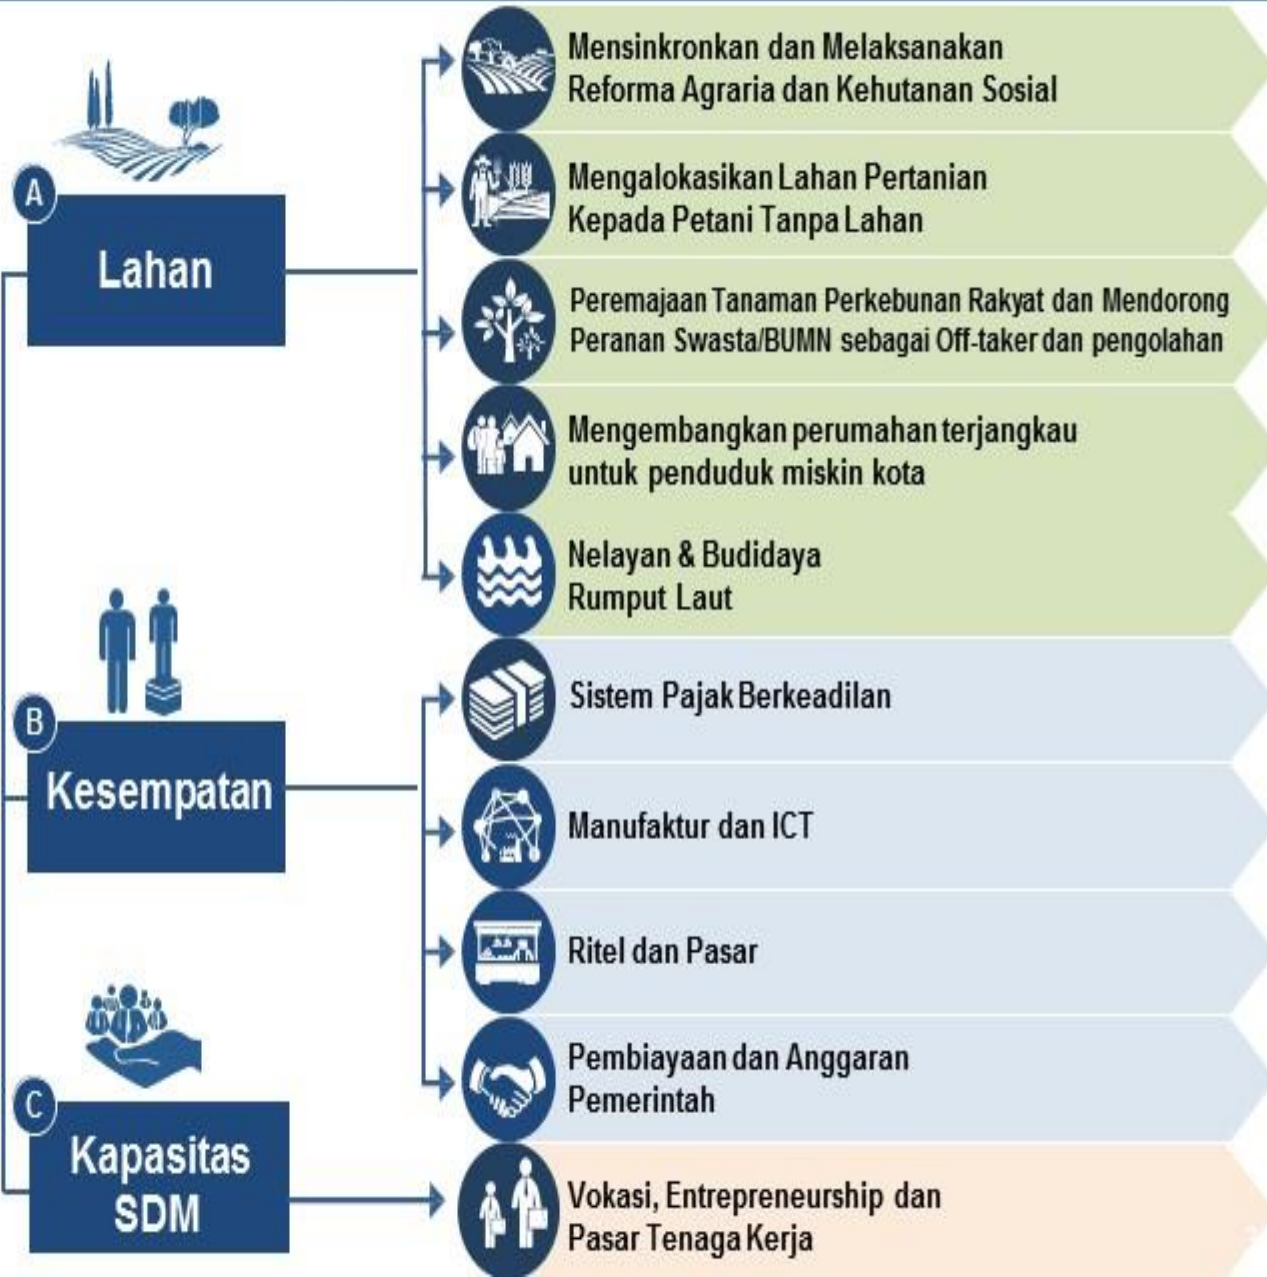 A
Lahan
Mensinkronkan dan Melaksanakan
Reforma Agraria dan Kehutanan Sosial
Mengalokasikan Lahan Pertanian
Kepada Petani Tanpa Lahan
Peremajaan Tanaman Perkebunan Rakyat dan Mendorong
Peranan Swasta/BUMN sebagai Off-taker dan pengolahan
Mengembangkan perumahan terjangkau
untuk penduduk miskin kota
Nelayan & Budidaya
Rumput Laut
B
Kesempatan
Sistem Pajak Berkeadilan
Manufaktur dan ICT
Ritel dan Pasar
Pembiayaan dan Anggaran
Pemerintah
C
Kapasitas
SDM
Vokasi, Entrepreneurship dan
Pasar Tenaga Kerja